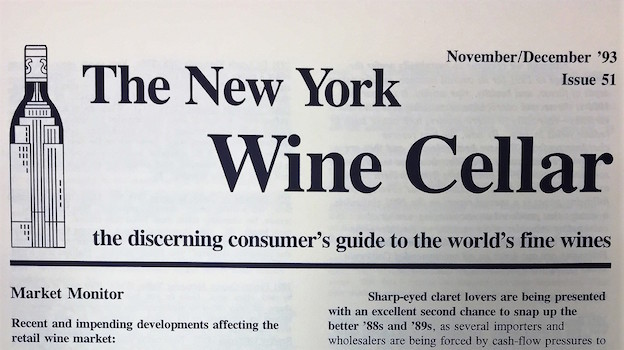 November/December '93
Issue 51
The New York
Wine Cellar
the discerning consumer's guide to the world's fine wines
Market Monitor
Recent and impending developments affecting the
retail wine market:
Sharp-eyed claret lovers are being presented
with an excellent second chance to snap up the
better '88s and '89s, as several importers and
wholesalers are being forced by cash-flow pressures to